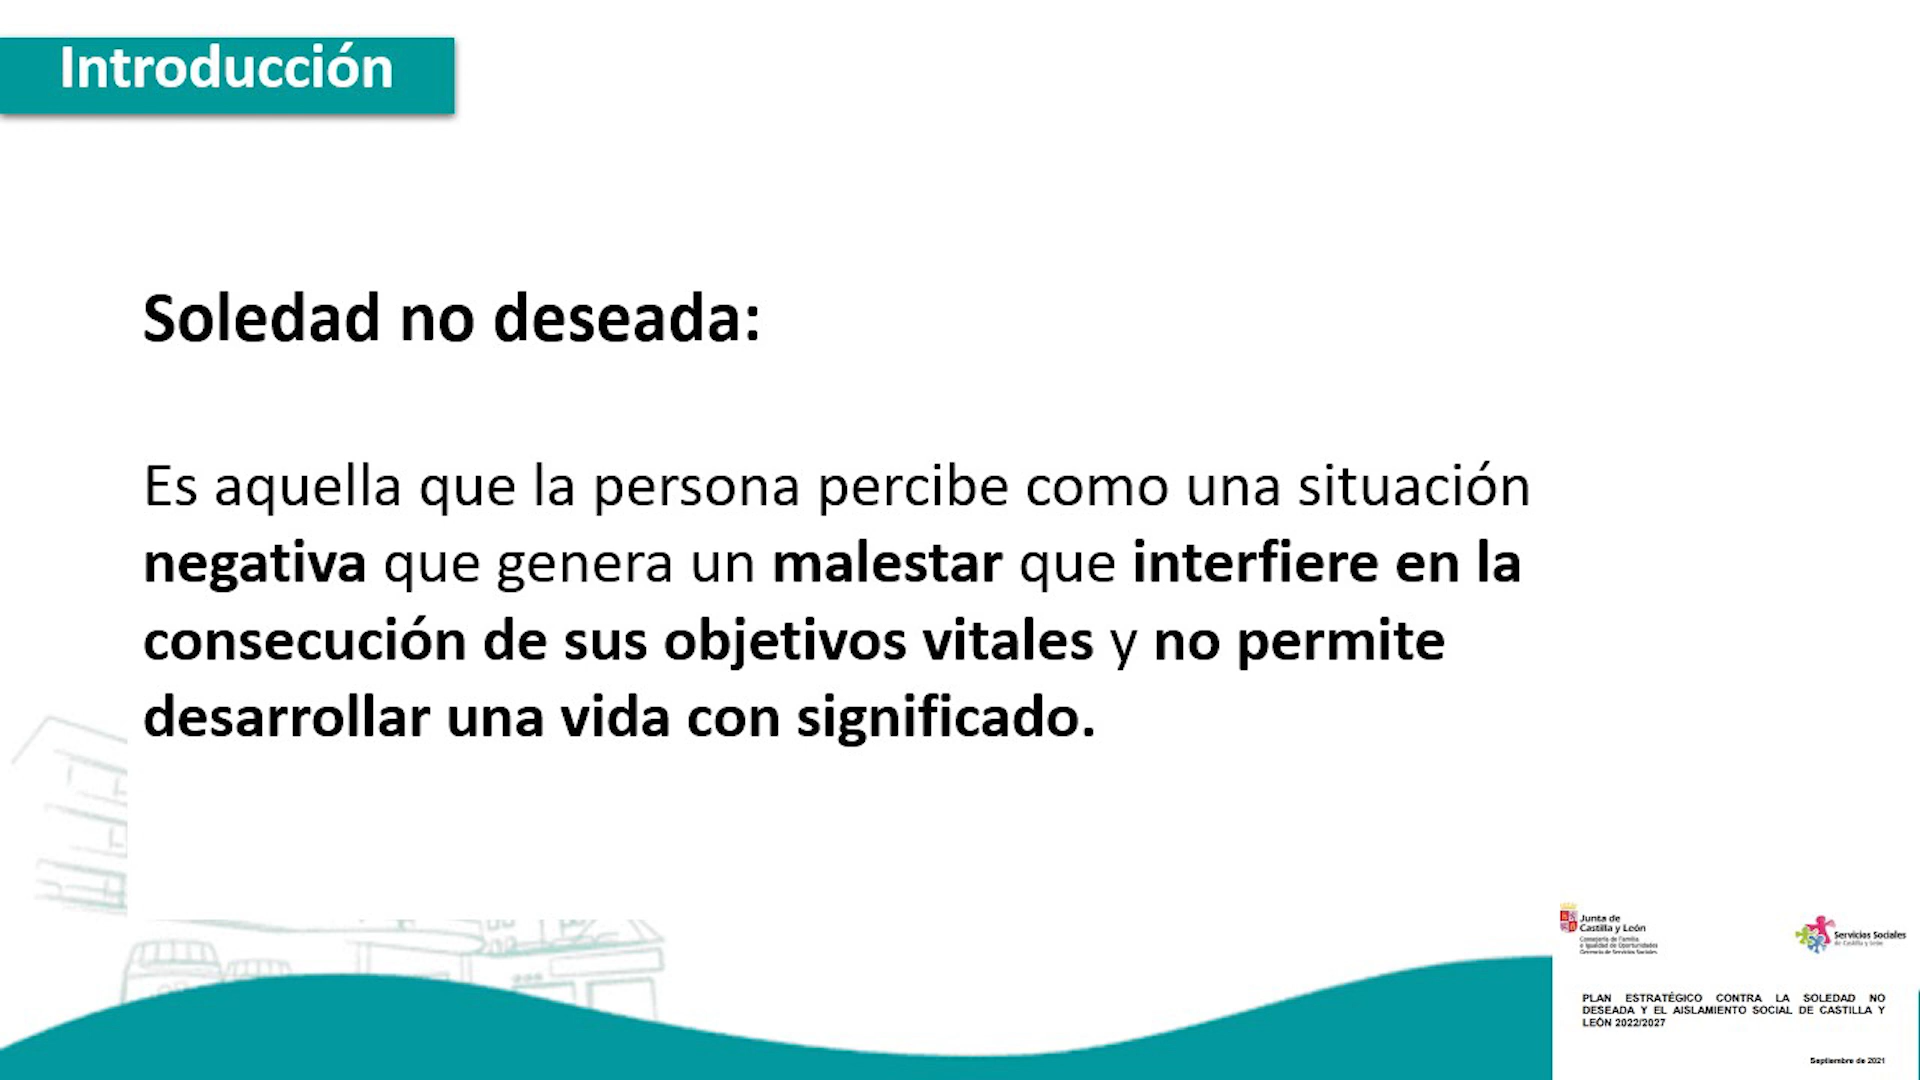 Introducción
Soledad no deseada:
Es aquella que la persona percibe como una situación
negativa que genera un malestar que interfiere en la
consecución de sus objetivos vitales y no permite
desarrollar una vida con significado.
Junta de
Castilla y León
Consejería de Familia
e Igualdad de Oportunidades
Gerencia de Servicios Sociales
Servicios Sociales
de Castilla y León
PLAN ESTRATÉGICO CONTRA LA SOLEDAD NO
DESEADA Y EL AISLAMIENTO SOCIAL DE CASTILLA Y
LEÓN 2022/2027
Septiembre de 2021